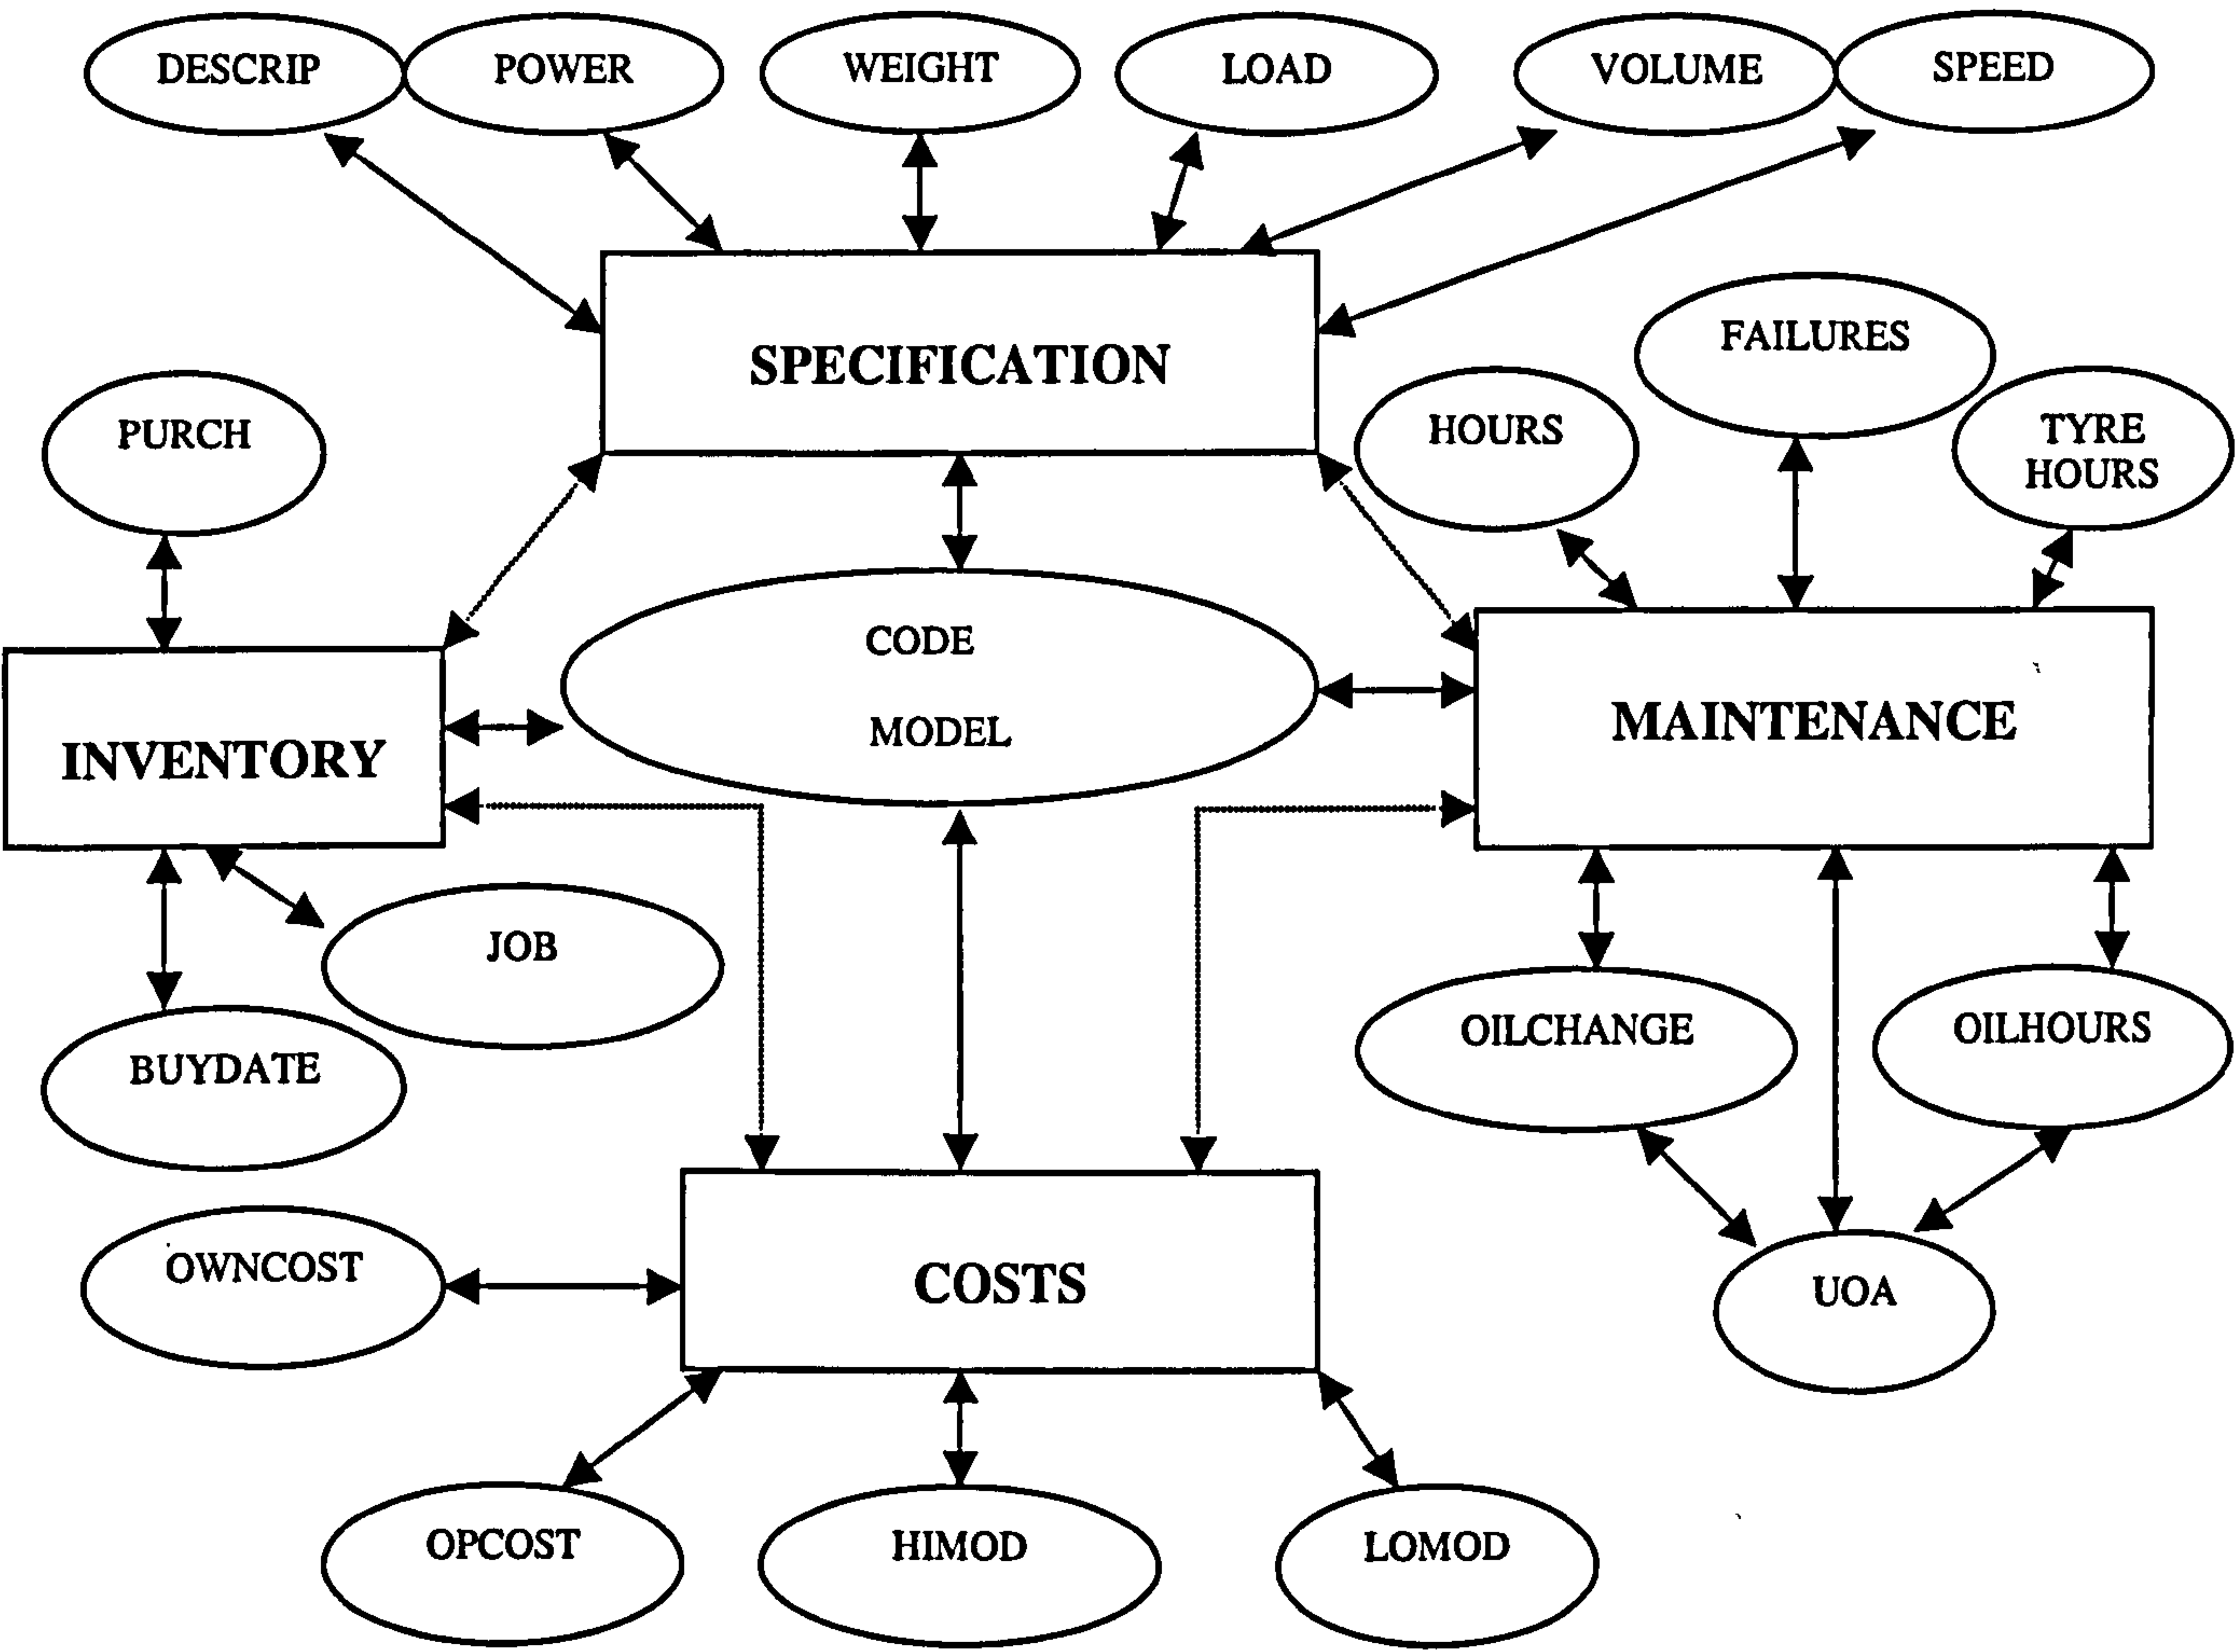 DESCRIP
POWER
WEIGHT
LOAD
VOLUME
SPEED
SPECIFICATION
FAILURES
PURCH
HOURS
TYRE
HOURS
CODE
MODEL
INVENTORY
MAINTENANCE
JOB
BUYDATE
OILCHANGE
OILHOURS
OWNCOST
COSTS
UOA
OPCOST
HIMOD
LOMOD